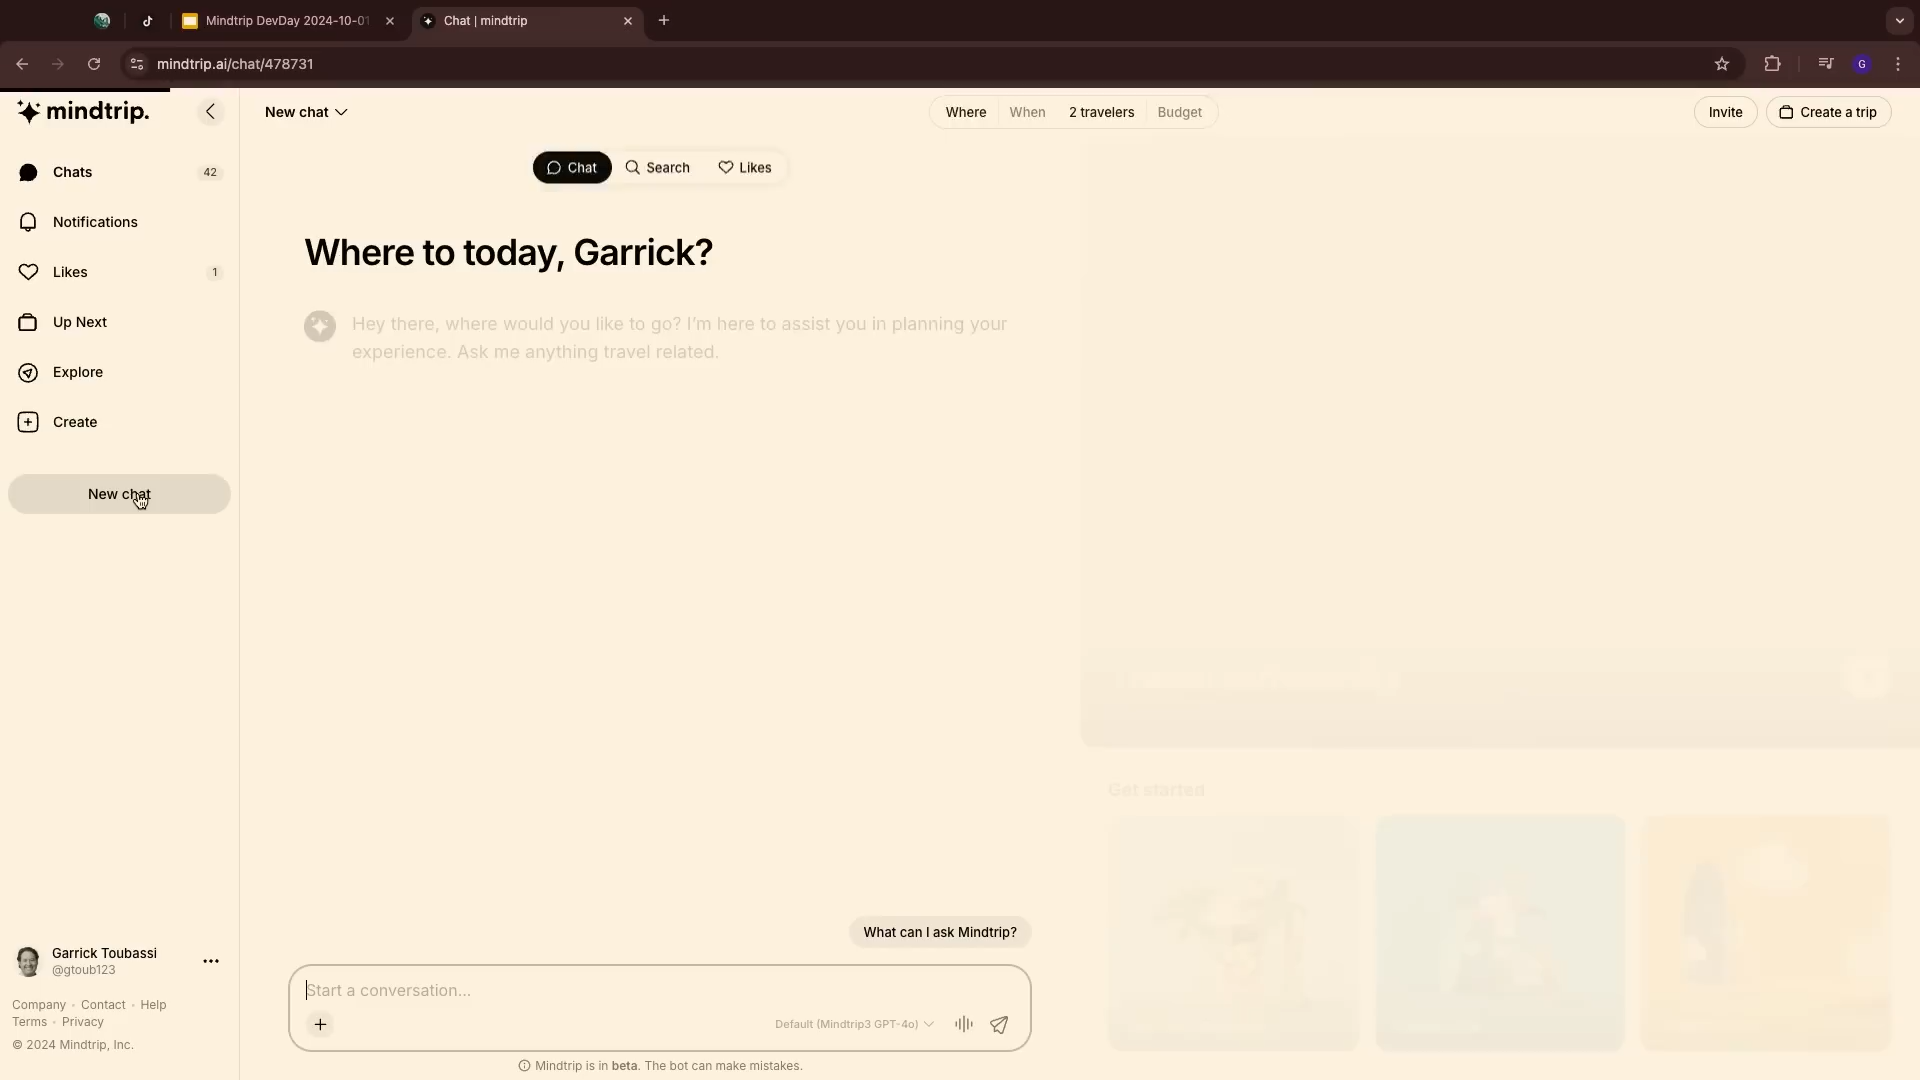 Mindtrip DevDay 2024-10-01
Chat | mindtrip
mindtrip.ai/chat/478731
G
mindtrip.
New chat
Where
When
2 travelers
Budget
Invite
Create a trip
Chats
42
Chat
Search
Likes
Notifications
Where to today, Garrick?
Likes
1
Hey there, where would you like to go? I'm here to assist you in planning your
experience. Ask me anything travel related.
Up Next
Explore
Create
New chat
Get started
What can I ask Mindtrip?
Garrick Toubassi
@gtoub123
Start a conversation...
Company • Contact • Help
Terms • Privacy
Default (Mindtrip3 GPT-4o)
© 2024 Mindtrip, Inc.
Mindtrip is in beta. The bot can make mistakes.